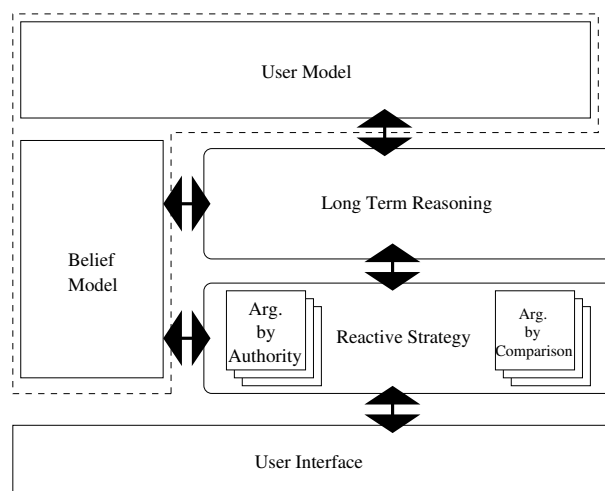 User Model
Long Term Reasoning
Belief
Model
Arg.
by
Authority
Reactive Strategy
Arg.
by
Comparison
User Interface